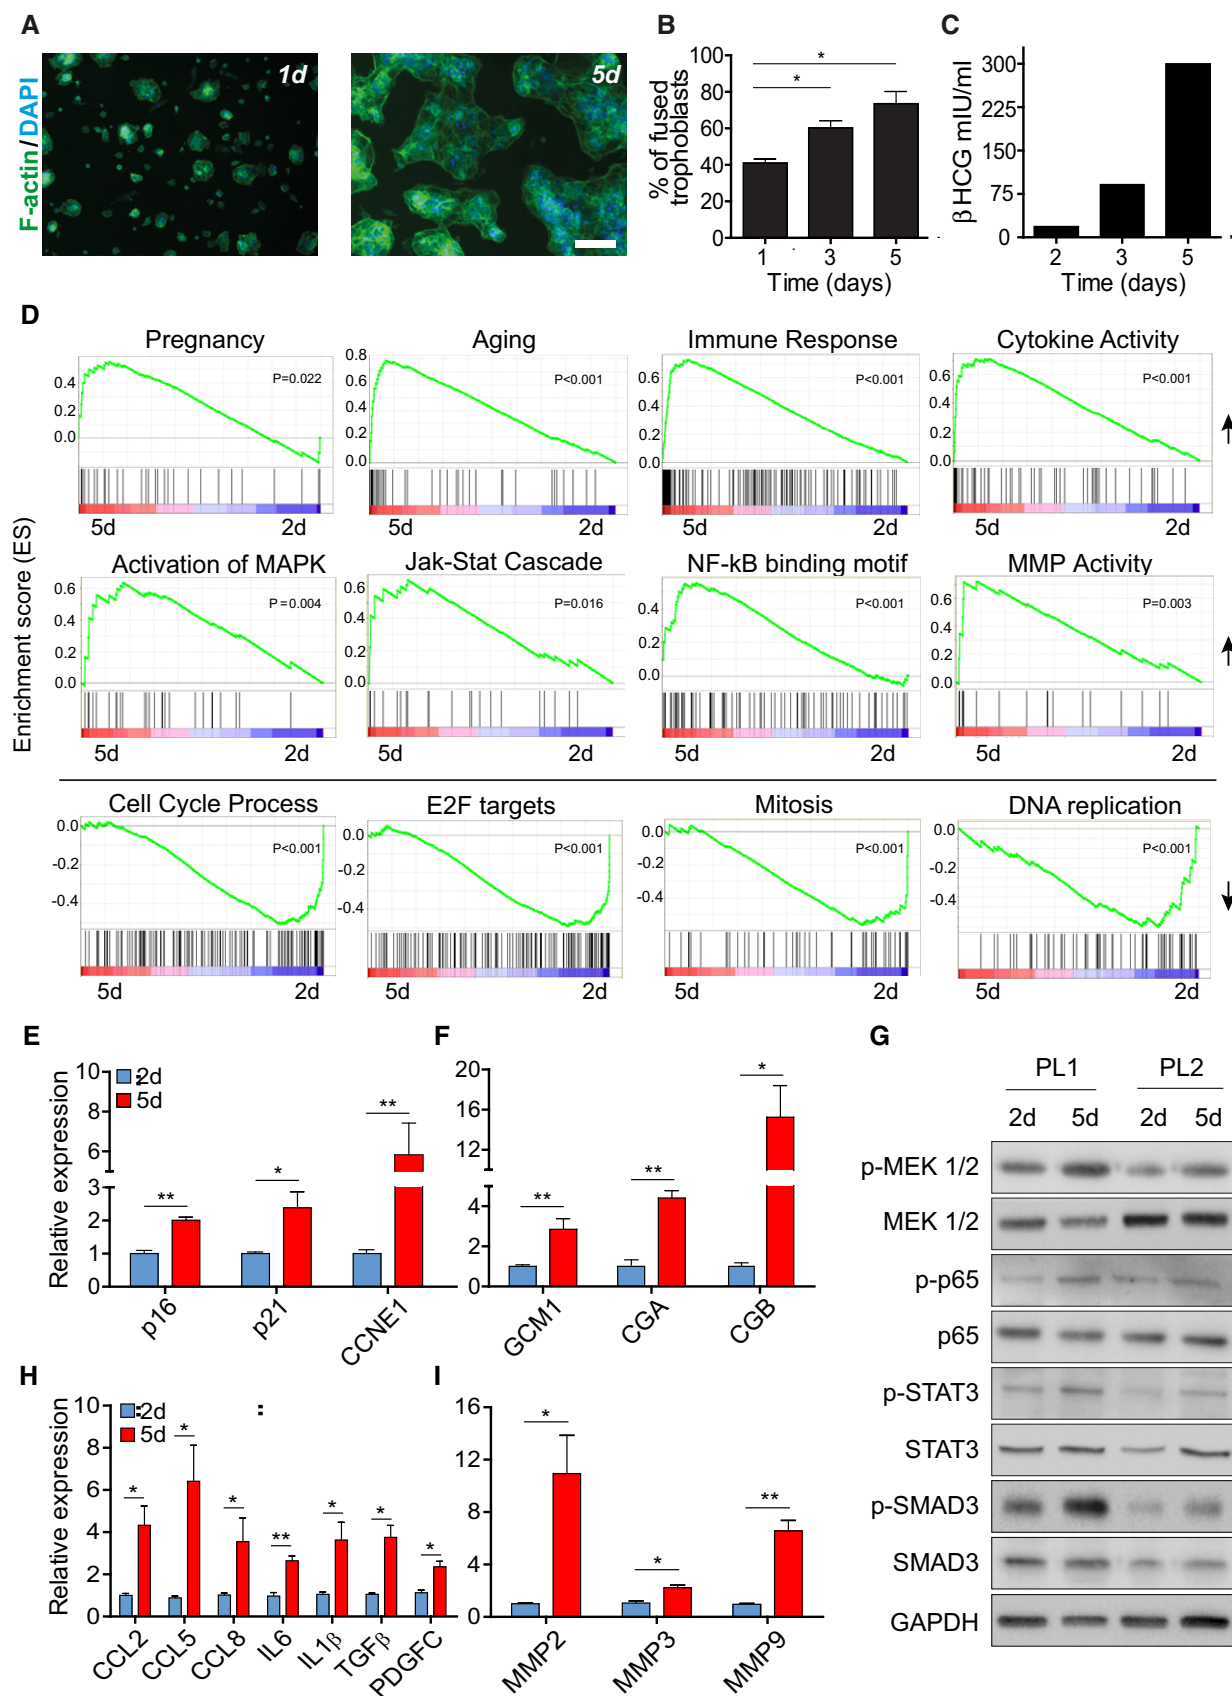 A
F-actin/DAPI
1d
5d
B
% of fused
trophoblasts
100
80
60
40
20
0
*
*
1 3 5
Time (days)
C
βHCG mIU/ml
300
225
150
75
0
2 3 5
Time (days)
D
Enrichment score (ES)
Pregnancy
P=0.022
0.4
0.2
0.0
5d 2d
Aging
P<0.001
0.8
0.6
0.4
0.2
0.0
5d 2d
Immune Response
P<0.001
0.6
0.4
0.2
0.0
5d 2d
Cytokine Activity
P<0.001
0.6
0.4
0.2
0.0
5d 2d
Activation of MAPK
P=0.004
0.6
0.4
0.2
0.0
5d 2d
Jak-Stat Cascade
P=0.016
0.6
0.4
0.2
0.0
5d 2d
NF-kB binding motif
P<0.001
0.4
0.2
0.0
5d 2d
MMP Activity
P=0.003
0.6
0.4
0.2
0.0
5d 2d
Cell Cycle Process
P<0.001
0.0
-0.2
-0.4
5d 2d
E2F targets
P<0.001
0.0
-0.2
-0.4
5d 2d
Mitosis
P<0.001
0.0
-0.2
-0.4
5d 2d
DNA replication
P<0.001
0.0
-0.2
-0.4
5d 2d
E
Relative expression
10
8
6
4
3
2
1
0
2d
5d
**
*
**
p16 p21 CCNE1
F
20
16
12
8
4
2
0
**
**
*
GCM1 CGA CGB
G
PL1 PL2
2d 5d 2d 5d
p-MEK 1/2
MEK 1/2
p-p65
p65
p-STAT3
STAT3
p-SMAD3
SMAD3
GAPDH
H
Relative expression
10
8
6
4
2
0
2d
5d
*
*
*
**
*
*
*
CCL2 CCL5 CCL8 IL6 IL1β TGFβ PDGFC
I
16
12
8
4
0
*
*
**
MMP2 MMP3 MMP9